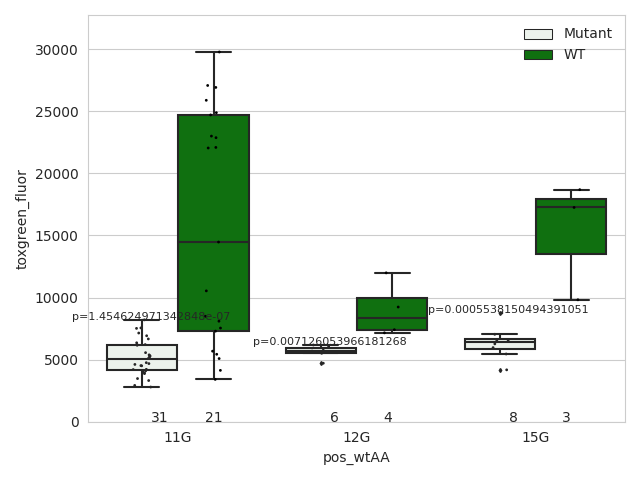 Mutant
WT
30000
25000
20000
15000
10000
5000
0
toxgreen_fluor
p=1.454624971342848e-07
p=0.007126053966181268
p=0.0005538150494391051
31 21 6 4 8 3
11G 12G 15G
pos_wtAA